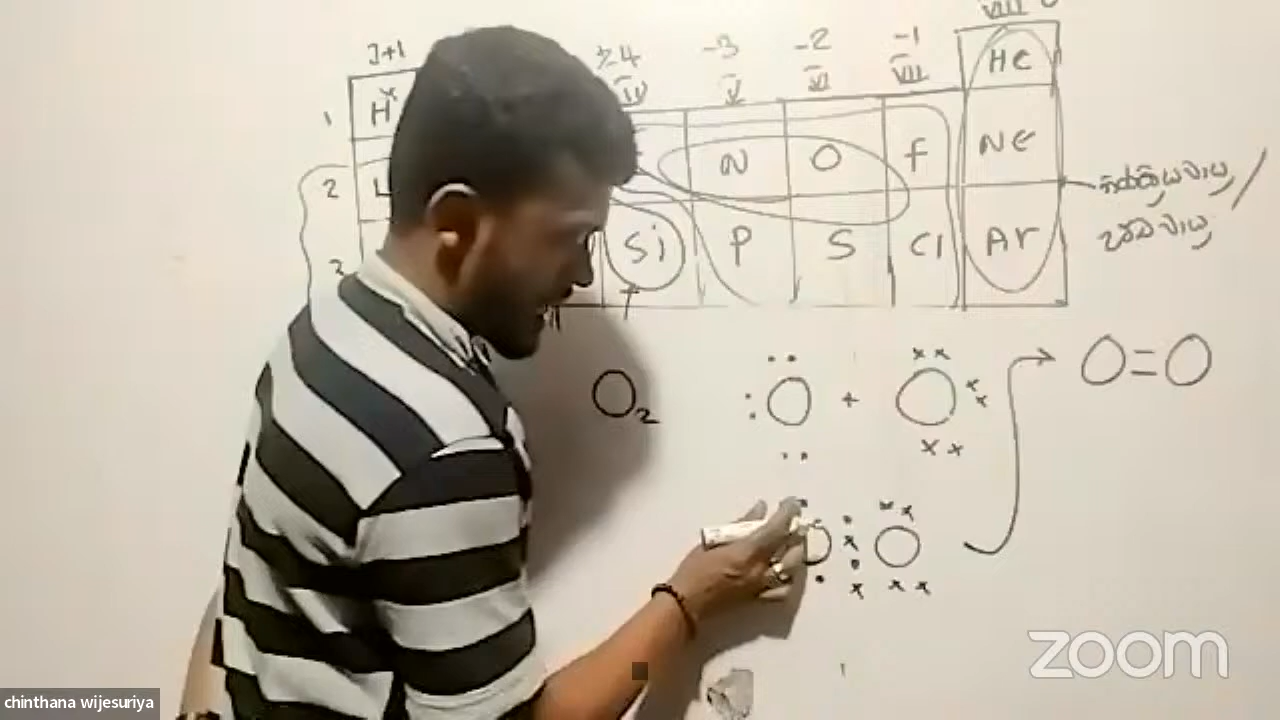 I+1 ±4 -3 -2 -1 VIII 0
IV V VI VII
1 H He
2 L N O F Ne
නිෂ්ක්‍රිය වායු /
3 Si P S Cl Ar
උච්ච වායු
O₂ O + O O=O
O O
zoom
chinthana wijesuriya